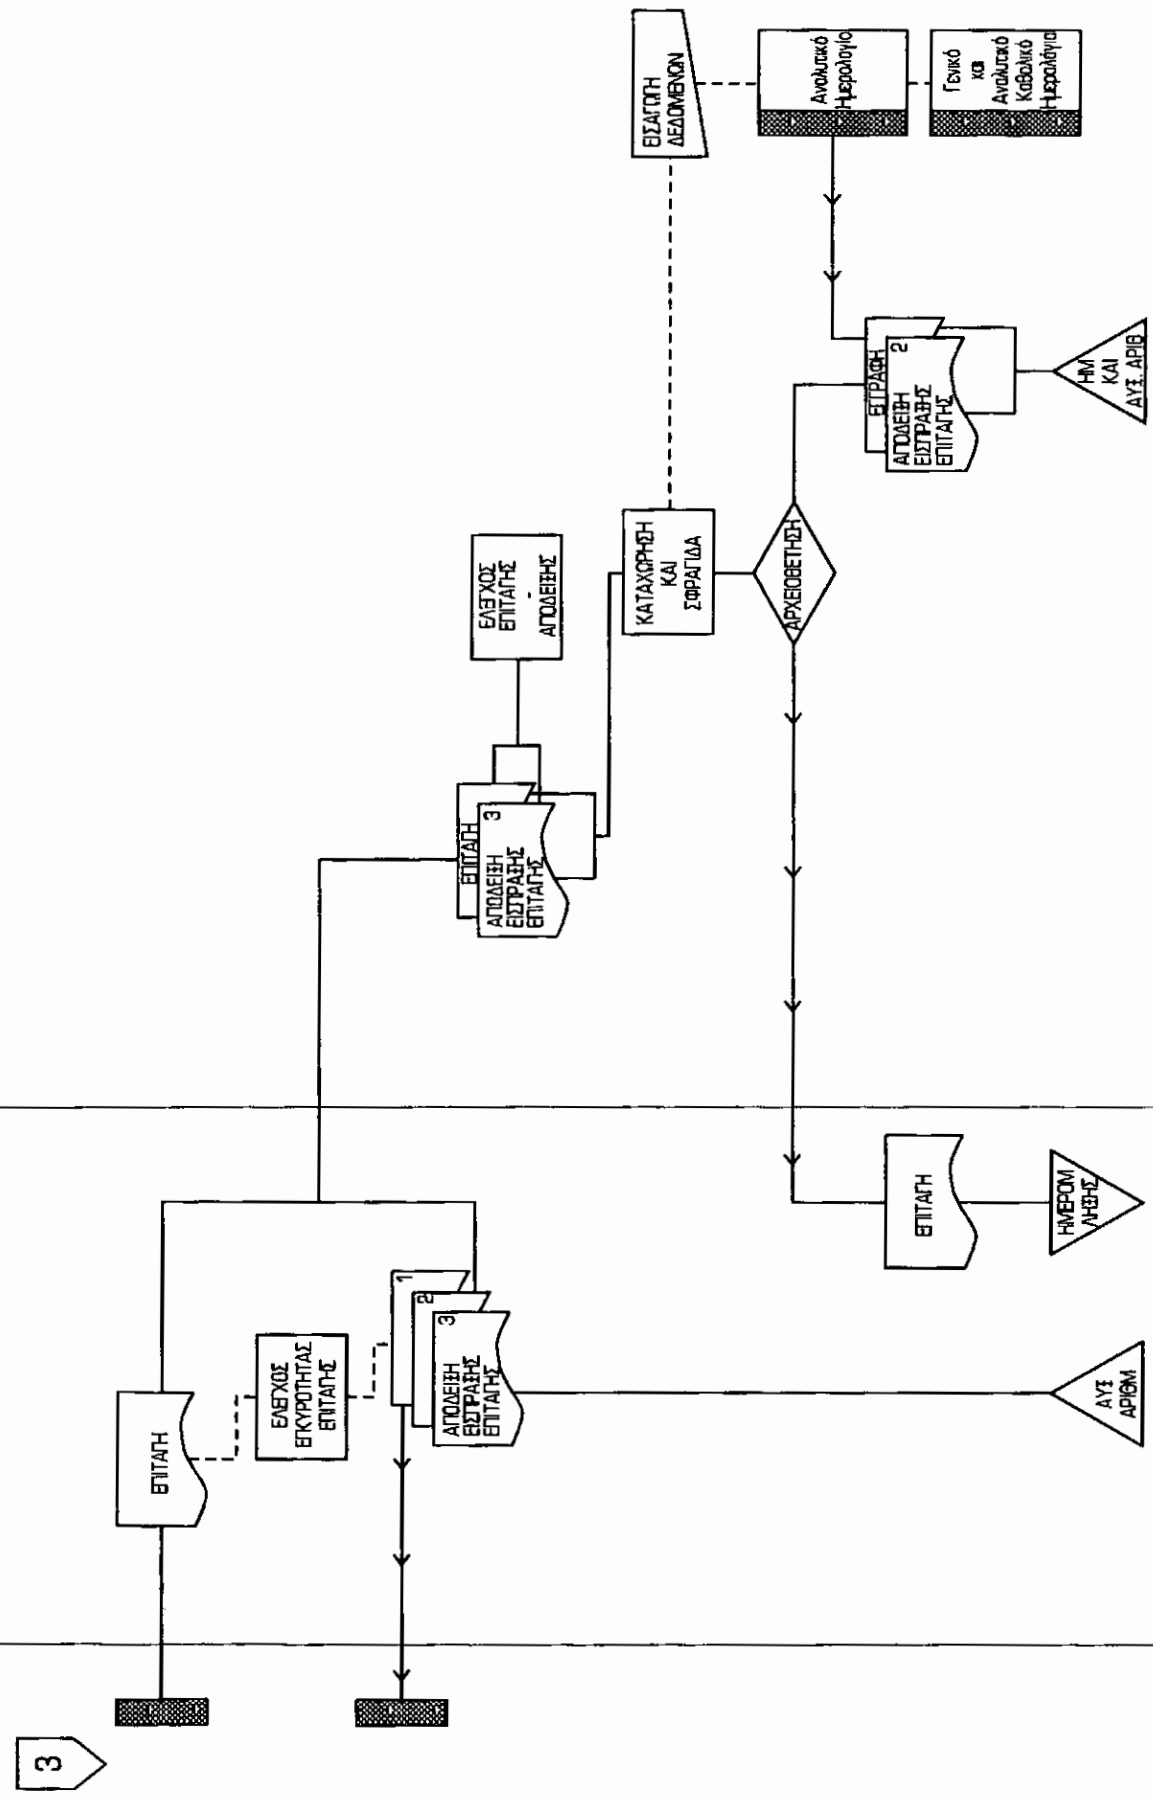 3
ΕΠΙΤΑΓΗ
ΕΛΕΓΧΟΣ
ΕΓΚΥΡΟΤΗΤΑΣ
ΕΠΙΤΑΓΗΣ
1
2
3
ΑΠΟΔΕΙΞΗ
ΕΙΣΠΡΑΞΗΣ
ΕΠΙΤΑΓΗΣ
ΑΥΞ
ΑΡΙΘΜ
ΕΠΙΤΑΓΗ
ΗΜΕΡΟΜ
ΛΗΞΗΣ
ΕΠΙΤΑΓΗ
3
ΑΠΟΔΕΙΞΗ
ΕΙΣΠΡΑΞΗΣ
ΕΠΙΤΑΓΗΣ
ΕΛΕΓΧΟΣ
ΕΠΙΤΑΓΗΣ
-
ΑΠΟΔΕΙΞΗΣ
ΚΑΤΑΧΩΡΗΣΗ
ΚΑΙ
ΣΦΡΑΓΙΔΑ
ΑΡΧΕΙΟΘΕΤΗΣΗ
ΕΓΓΡΑΦΗ
2
ΑΠΟΔΕΙΞΗ
ΕΙΣΠΡΑΞΗΣ
ΕΠΙΤΑΓΗΣ
ΗΜ
ΚΑΙ
ΑΥΞ. ΑΡΙΘ
ΕΙΣΑΓΩΓΗ
ΔΕΔΟΜΕΝΩΝ
Αναλυτικό
Ημερολόγιο
Γενικό
και
Αναλυτικό
Καθολικό
Ημερολόγια